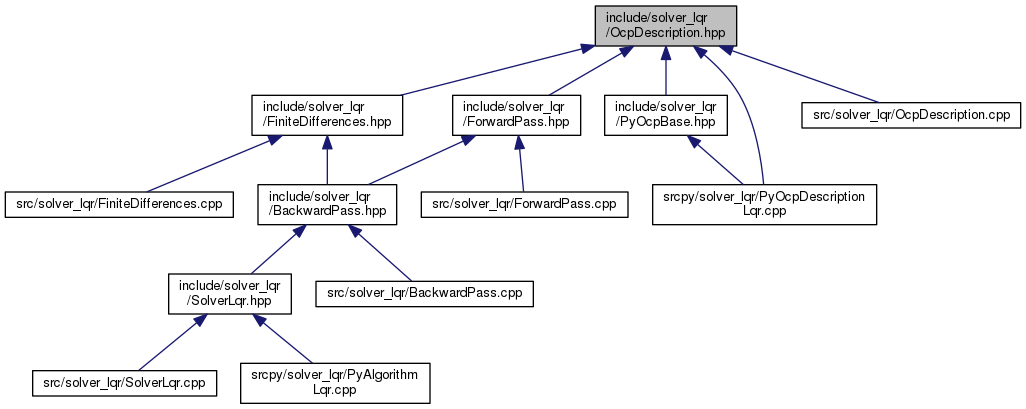 include/solver_lqr
/OcpDescription.hpp
include/solver_lqr
/FiniteDifferences.hpp
include/solver_lqr
/ForwardPass.hpp
include/solver_lqr
/PyOcpBase.hpp
src/solver_lqr/OcpDescription.cpp
src/solver_lqr/FiniteDifferences.cpp
include/solver_lqr
/BackwardPass.hpp
src/solver_lqr/ForwardPass.cpp
srcpy/solver_lqr/PyOcpDescription
Lqr.cpp
include/solver_lqr
/SolverLqr.hpp
src/solver_lqr/BackwardPass.cpp
src/solver_lqr/SolverLqr.cpp
srcpy/solver_lqr/PyAlgorithm
Lqr.cpp